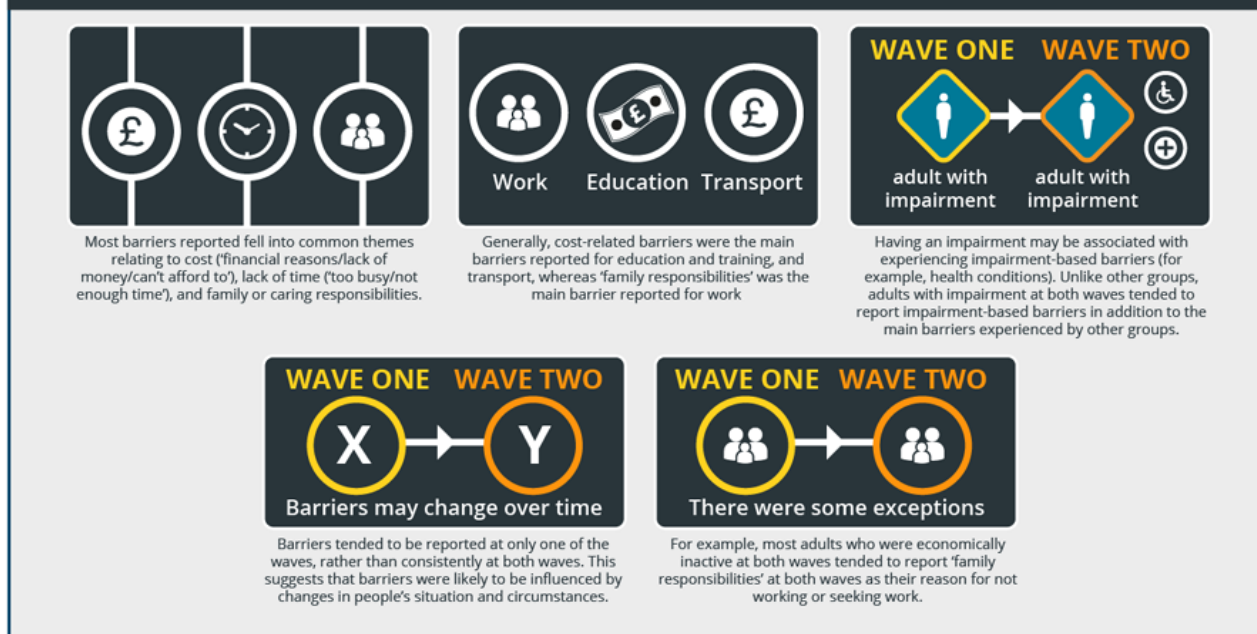 £
Most barriers reported fell into common themes
relating to cost (‘financial reasons/lack of
money/can’t afford to’), lack of time (‘too busy/not
enough time’), and family or caring responsibilities.
£ £
Work Education Transport
Generally, cost-related barriers were the main
barriers reported for education and training, and
transport, whereas ‘family responsibilities’ was the
main barrier reported for work
WAVE ONE WAVE TWO
adult with
impairment
adult with
impairment
Having an impairment may be associated with
experiencing impairment-based barriers (for
example, health conditions). Unlike other groups,
adults with impairment at both waves tended to
report impairment-based barriers in addition to the
main barriers experienced by other groups.
WAVE ONE WAVE TWO
X Y
Barriers may change over time
Barriers tended to be reported at only one of the
waves, rather than consistently at both waves. This
suggests that barriers were likely to be influenced by
changes in people’s situation and circumstances.
WAVE ONE WAVE TWO
There were some exceptions
For example, most adults who were economically
inactive at both waves tended to report ‘family
responsibilities’ at both waves as their reason for not
working or seeking work.